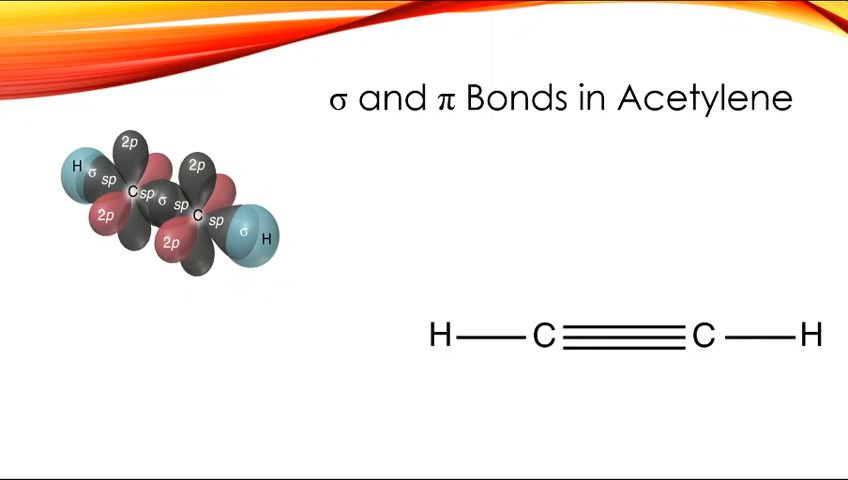 σ and π Bonds in Acetylene
2p
H σ sp
2p
C sp σ sp C sp
2p
2p
σ H
H C C H